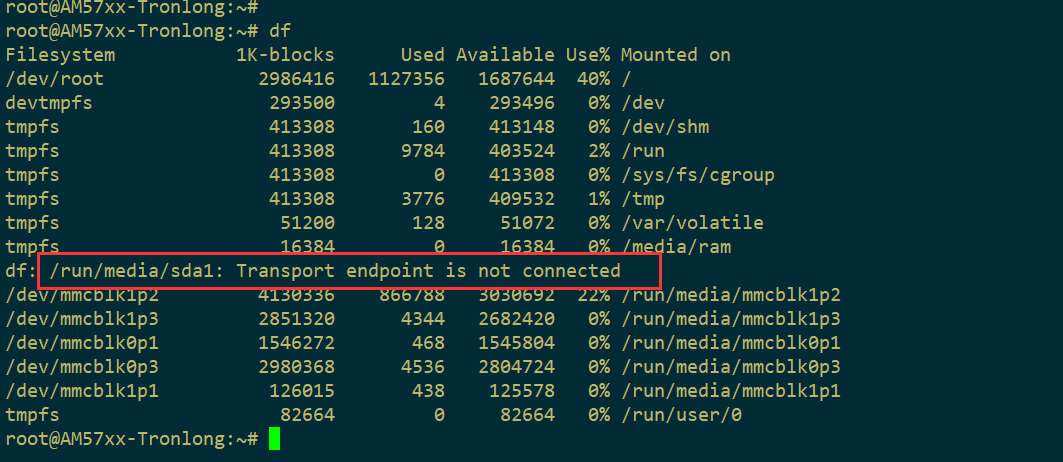 root@AM57xx-Tronlong:~#
root@AM57xx-Tronlong:~# df
Filesystem 1K-blocks Used Available Use% Mounted on
/dev/root 2986416 1127356 1687644 40% /
devtmpfs 293500 4 293496 0% /dev
tmpfs 413308 160 413148 0% /dev/shm
tmpfs 413308 9784 403524 2% /run
tmpfs 413308 0 413308 0% /sys/fs/cgroup
tmpfs 413308 3776 409532 1% /tmp
tmpfs 51200 128 51072 0% /var/volatile
tmpfs 16384 0 16384 0% /media/ram
df: /run/media/sda1: Transport endpoint is not connected
/dev/mmcblk1p2 4130336 866788 3030692 22% /run/media/mmcblk1p2
/dev/mmcblk1p3 2851320 4344 2682420 0% /run/media/mmcblk1p3
/dev/mmcblk0p1 1546272 468 1545804 0% /run/media/mmcblk0p1
/dev/mmcblk0p3 2980368 4536 2804724 0% /run/media/mmcblk0p3
/dev/mmcblk1p1 126015 438 125578 0% /run/media/mmcblk1p1
tmpfs 82664 0 82664 0% /run/user/0
root@AM57xx-Tronlong:~#